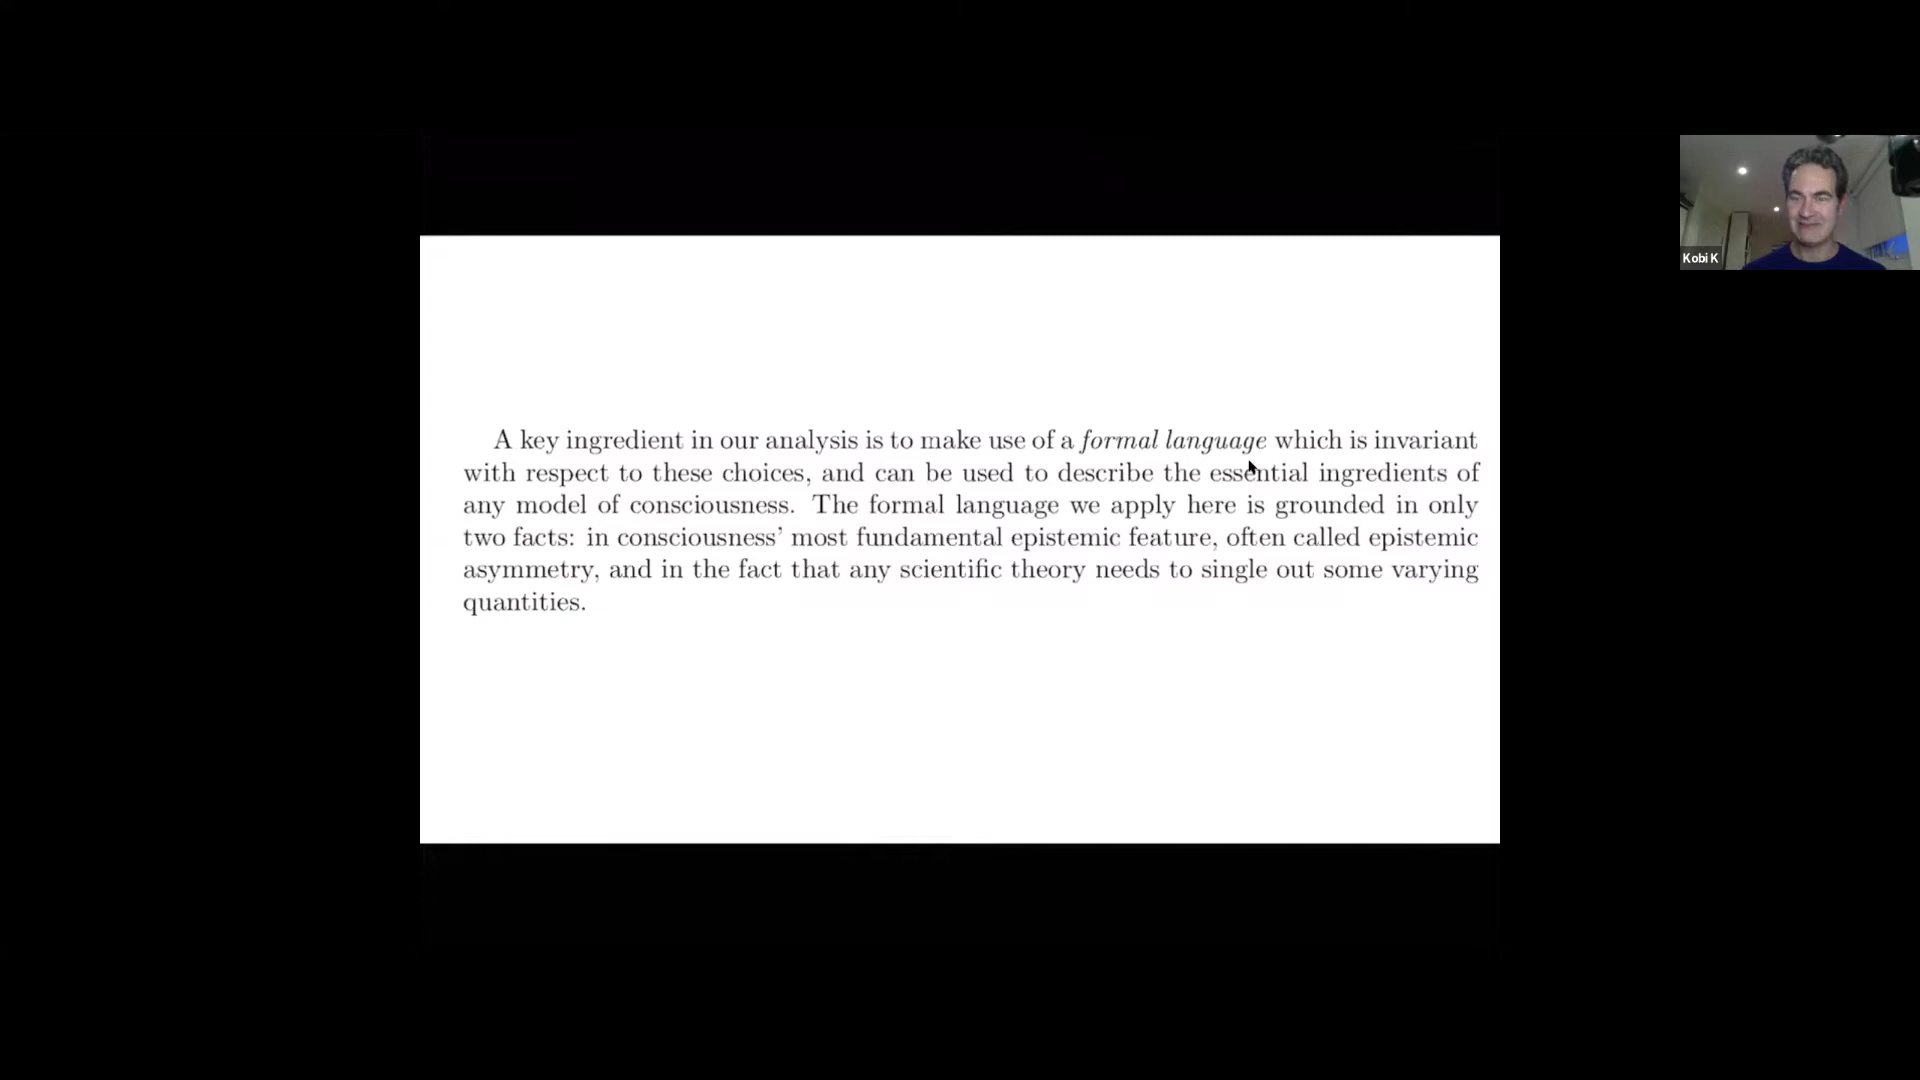 A key ingredient in our analysis is to make use of a formal language which is invariant
with respect to these choices, and can be used to describe the essential ingredients of
any model of consciousness. The formal language we apply here is grounded in only
two facts: in consciousness’ most fundamental epistemic feature, often called epistemic
asymmetry, and in the fact that any scientific theory needs to single out some varying
quantities.
Kobi K